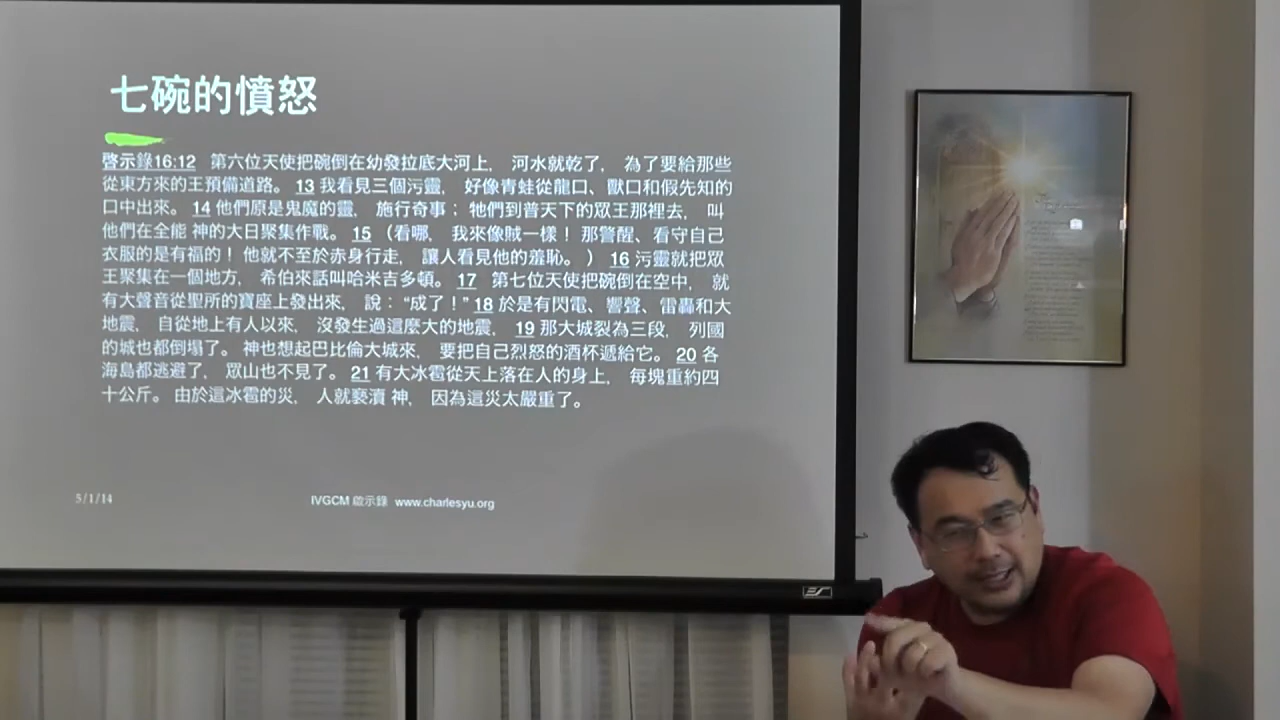 七碗的憤怒
啓示錄16:12 第六位天使把碗倒在幼發拉底大河上， 河水就乾了， 為了要給那些
從東方來的王預備道路。 13 我看見三個污靈， 好像青蛙從龍口、獸口和假先知的
口中出來。 14 他們原是鬼魔的靈， 施行奇事； 牠們到普天下的眾王那裡去， 叫
他們在全能 神的大日聚集作戰。 15 （看哪， 我來像賊一樣！ 那警醒、看守自己
衣服的是有福的！ 他就不至於赤身行走， 讓人看見他的羞恥。） 16 污靈就把眾
王聚集在一個地方， 希伯來話叫哈米吉多頓。 17 第七位天使把碗倒在空中， 就
有大聲音從聖所的寶座上發出來， 說：“成了！” 18 於是有閃電、響聲、雷轟和大
地震， 自從地上有人以來， 沒發生過這麼大的地震， 19 那大城裂為三段， 列國
的城也都倒塌了。 神也想起巴比倫大城來， 要把自己烈怒的酒杯遞給它。 20 各
海島都逃避了， 眾山也不見了。 21 有大冰雹從天上落在人的身上， 每塊重約四
十公斤。 由於這冰雹的災， 人就褻瀆 神， 因為這災太嚴重了。
5/1/14
IVGCM 啟示錄 www.charlesyu.org
ES